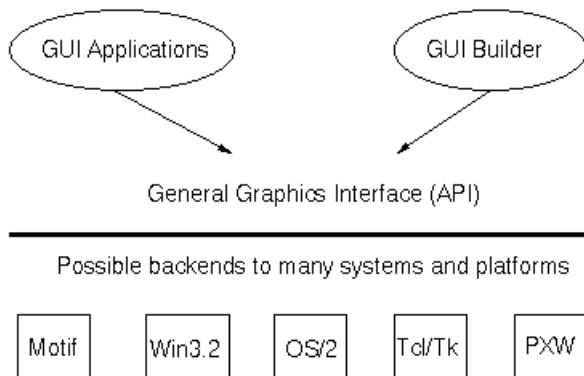 GUI Applications
GUI Builder
General Graphics Interface (API)
Possible backends to many systems and platforms
Motif
Win3.2
OS/2
Tcl/Tk
PXW